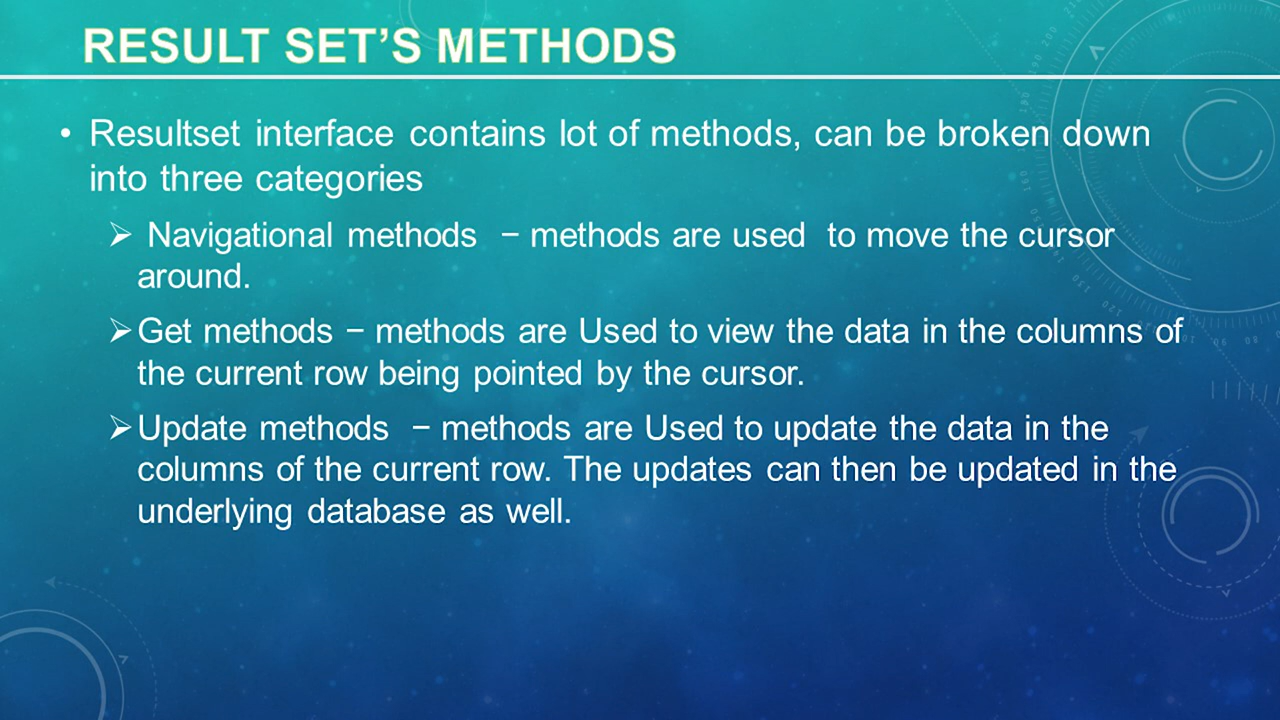 RESULT SET’S METHODS
• Resultset interface contains lot of methods, can be broken down
into three categories
➢ Navigational methods − methods are used to move the cursor
around.
➢Get methods − methods are Used to view the data in the columns of
the current row being pointed by the cursor.
➢Update methods − methods are Used to update the data in the
columns of the current row. The updates can then be updated in the
underlying database as well.